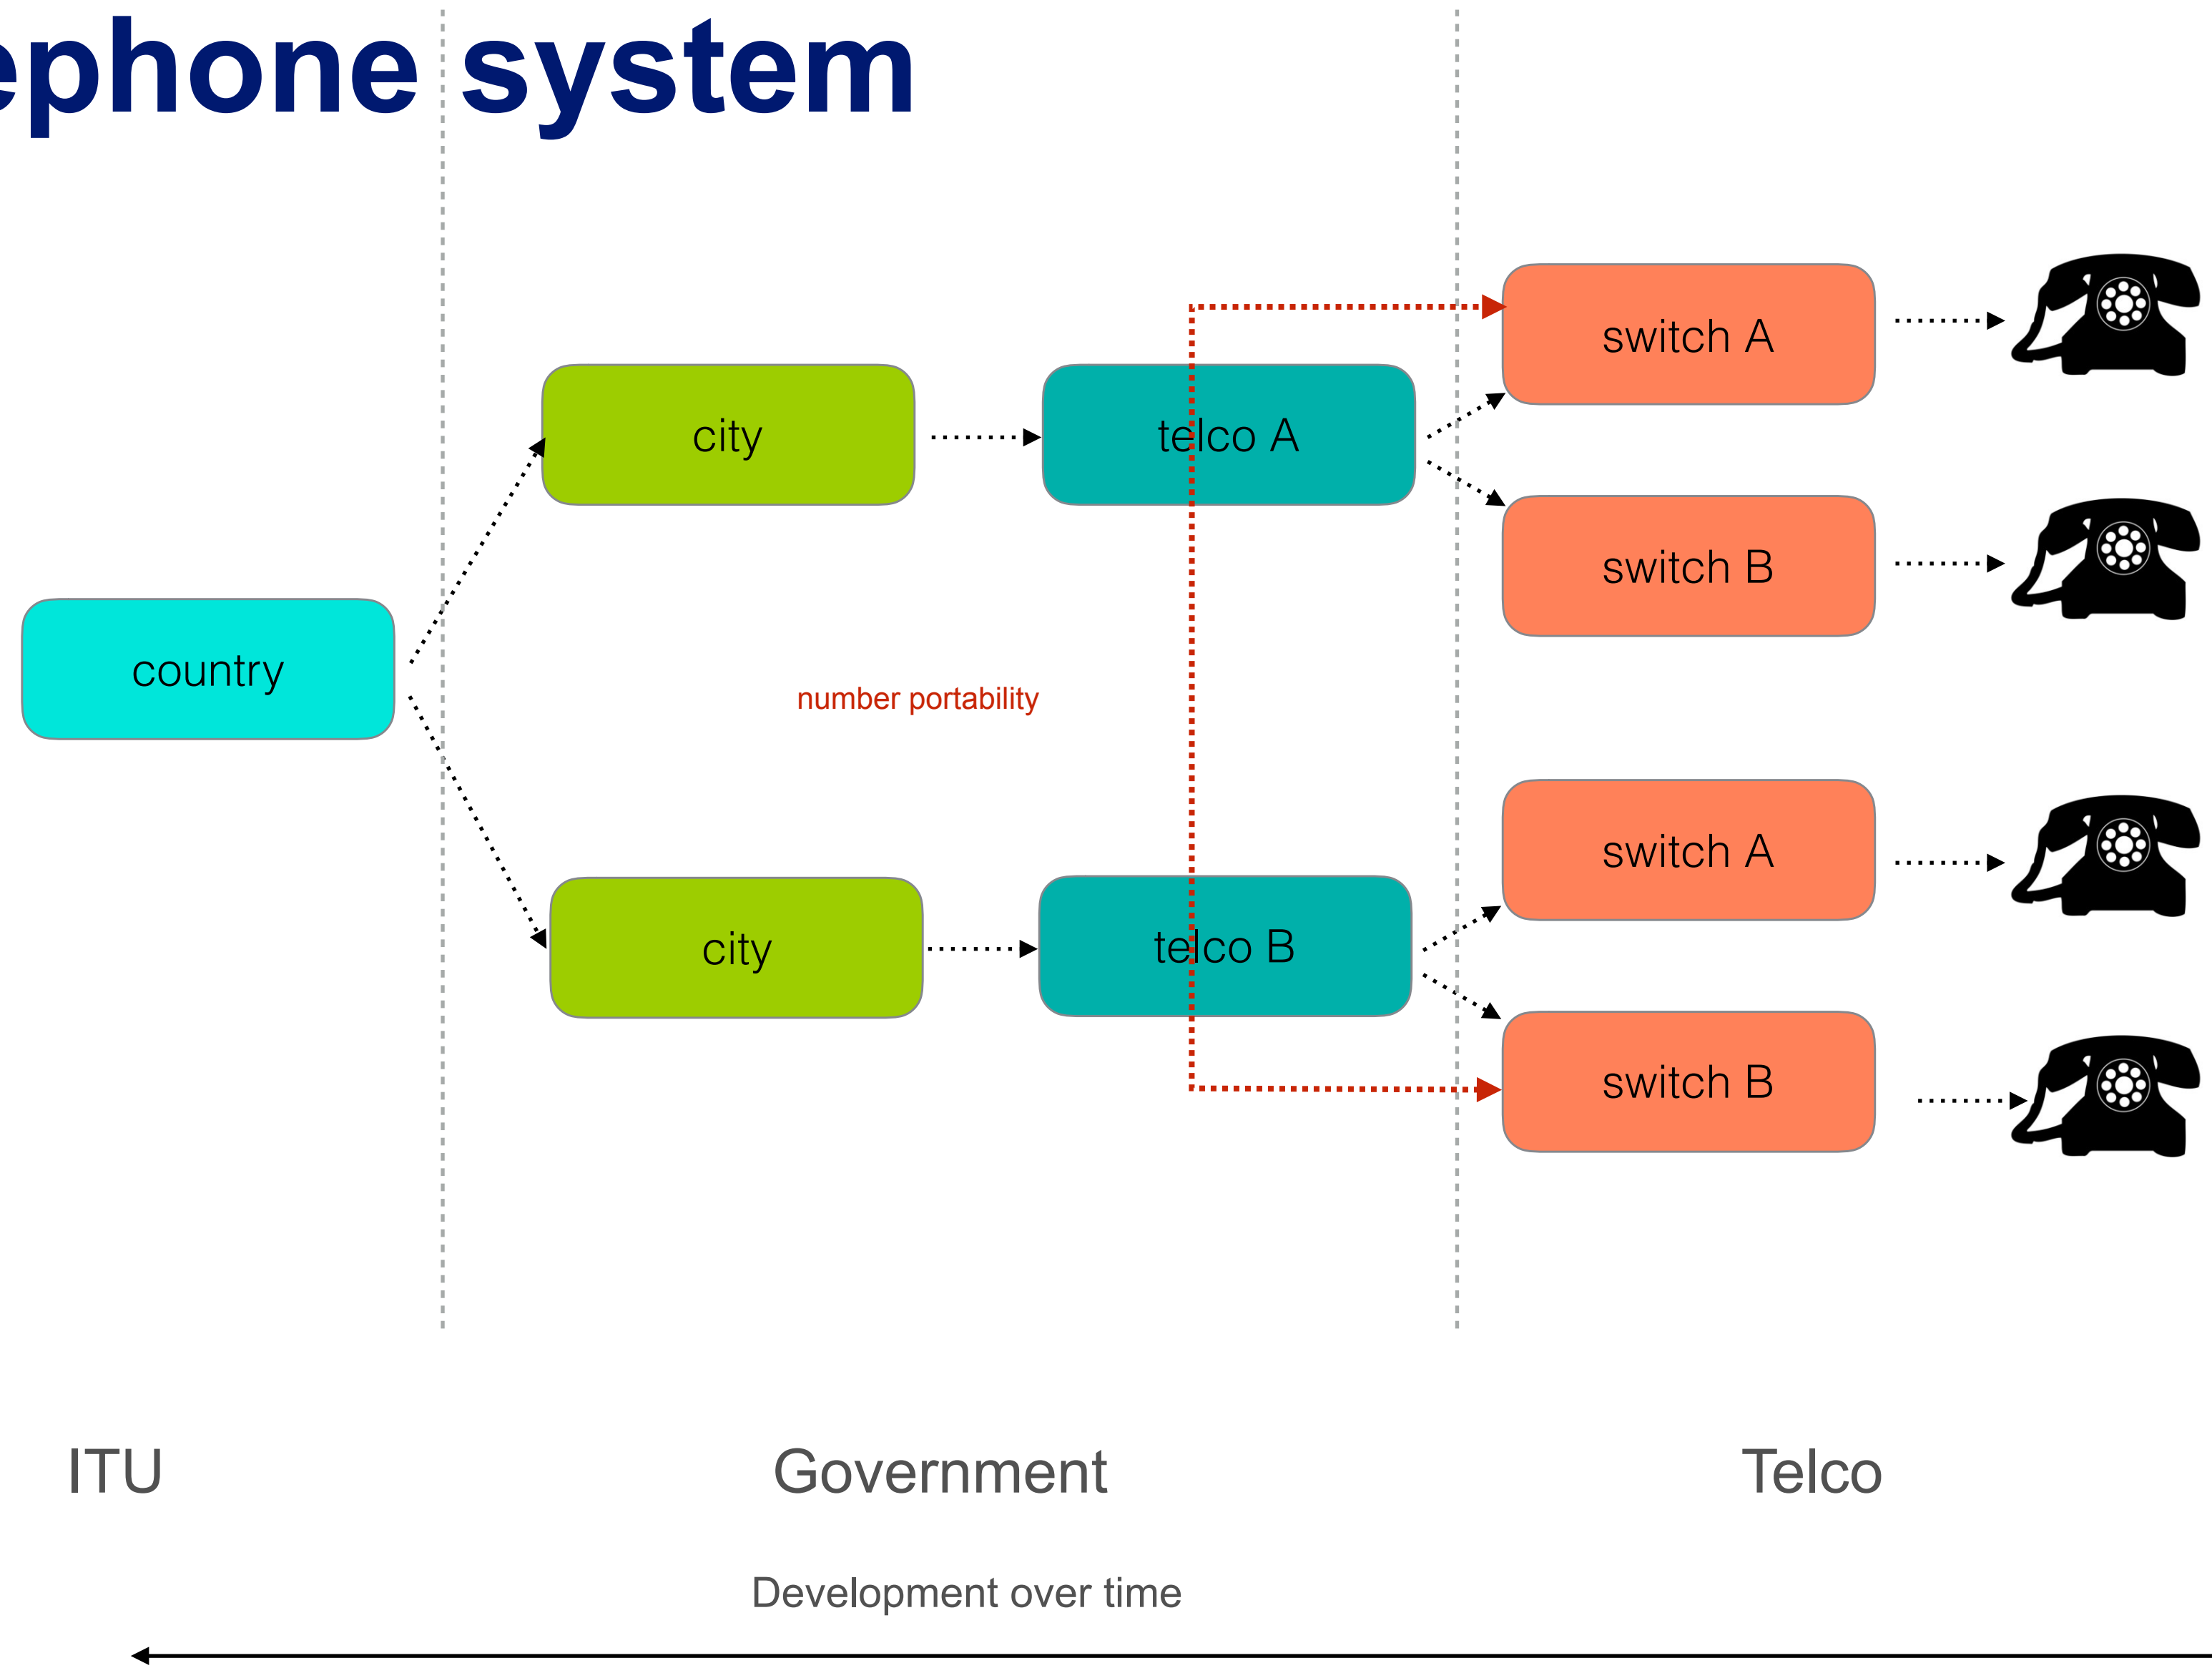 ephone system
switch A
city
telco A
switch B
country
number portability
switch A
city
telco B
switch B
ITU
Government
Telco
Development over time